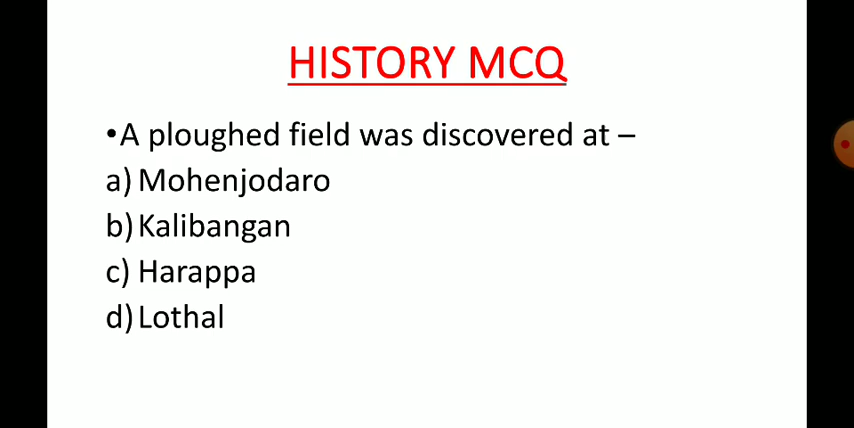 HISTORY MCQ
•A ploughed field was discovered at –
a) Mohenjodaro
b) Kalibangan
c) Harappa
d) Lothal